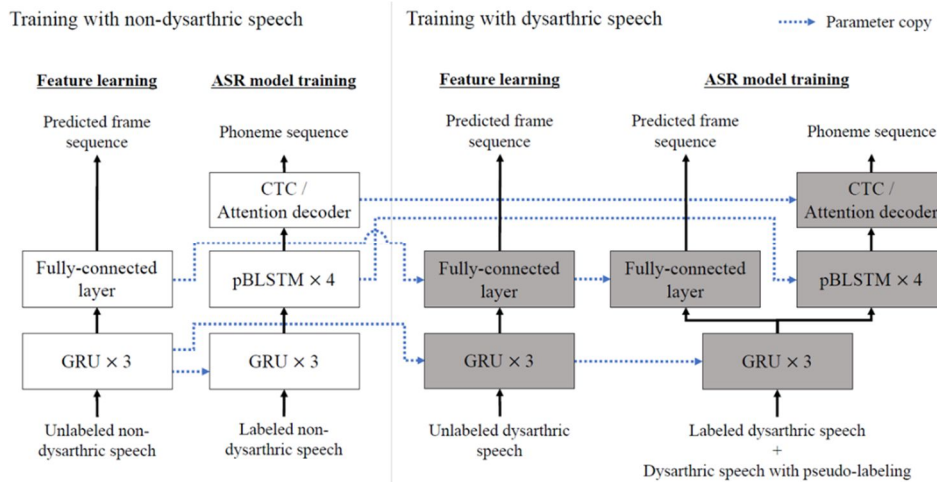 Training with non-dysarthric speech
Training with dysarthric speech
Parameter copy
Feature learning
ASR model training
Feature learning
ASR model training
Predicted frame
sequence
Phoneme sequence
Predicted frame
sequence
Predicted frame
sequence
Phoneme sequence
CTC /
Attention decoder
CTC /
Attention decoder
Fully-connected
layer
pBLSTM × 4
Fully-connected
layer
Fully-connected
layer
pBLSTM × 4
GRU × 3
GRU × 3
GRU × 3
GRU × 3
Unlabeled non-
dysarthric speech
Labeled non-
dysarthric speech
Unlabeled dysarthric
speech
Labeled dysarthric speech
+
Dysarthric speech with pseudo-labeling